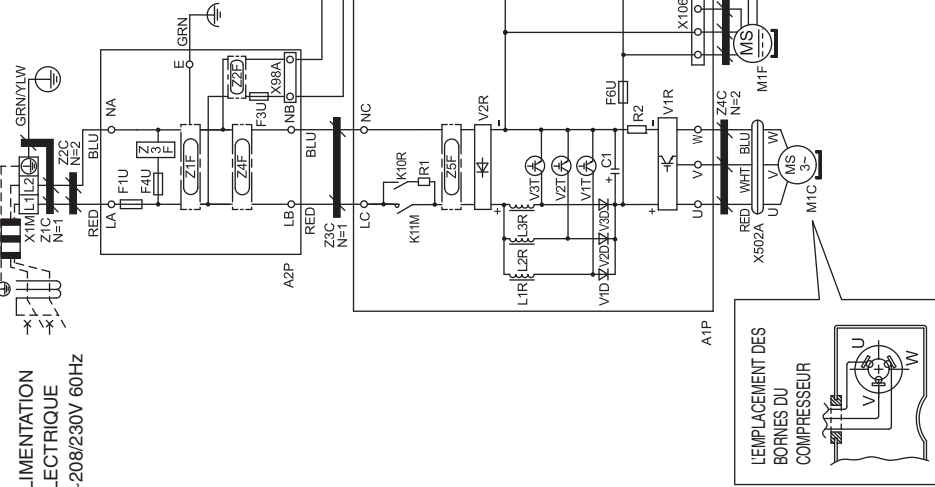 LIMENTATION
LECTRIQUE
~208/230V 60Hz
L1 L2
X1M
Z1C
N=1
Z2C
N=2
GRN/YLW
RED
BLU
LA
NA
F1U
F4U
Z3F
Z1F
Z4F
Z2F
F3U
X98A
E
GRN
LB
NB
RED
BLU
A2P
Z3C
N=1
LC
NC
K11M
K10R
R1
Z5F
V2R
+
-
L1R
L2R
L3R
V3T
V2T
V1T
V1D
V2D
V3D
C1
+
R2
F6U
V1R
+
-
X106
U
V
W
A1P
Z4C
N=2
RED
WHT
BLU
X502A
U
V
W
MS
3~
M1C
MS
M1F
L'EMPLACEMENT DES
BORNES DU
COMPRESSEUR
U
V
W